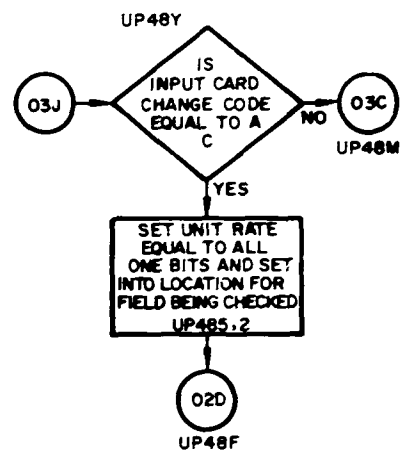 UP48Y
IS
INPUT CARD
CHANGE CODE
EQUAL TO A
C
03J
03C
NO
UP48M
YES
SET UNIT RATE
EQUAL TO ALL
ONE BITS AND SET
INTO LOCATION FOR
FIELD BEING CHECKED
UP485.2
02D
UP48F